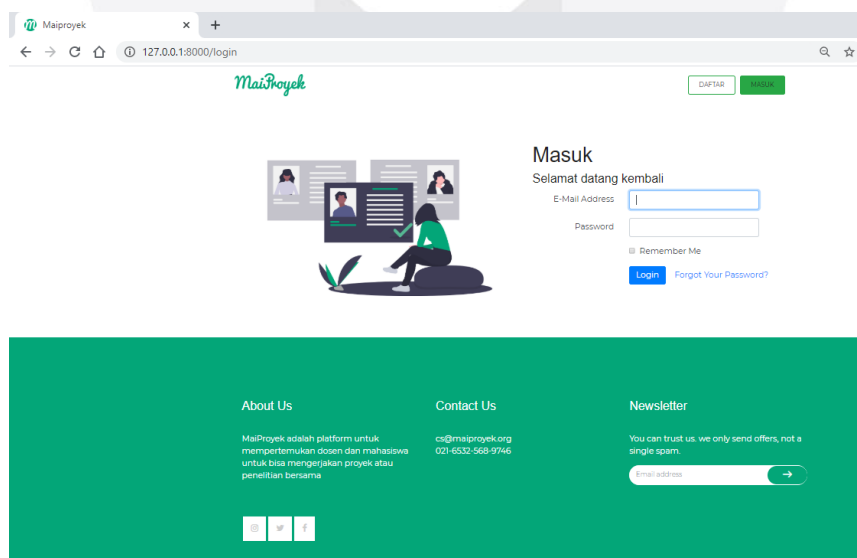 Maiproyek
127.0.0.1:8000/login
MaiProyek
DAFTAR
MASUK
Masuk
Selamat datang kembali
E-Mail Address
Password
Remember Me
Login
Forgot Your Password?
About Us
MaiProyek adalah platform untuk
mempertemukan dosen dan mahasiswa
untuk bisa mengerjakan proyek atau
penelitian bersama
Contact Us
cs@maiproyek.org
021-6532-568-9746
Newsletter
You can trust us. we only send offers, not a
single spam.
Email address